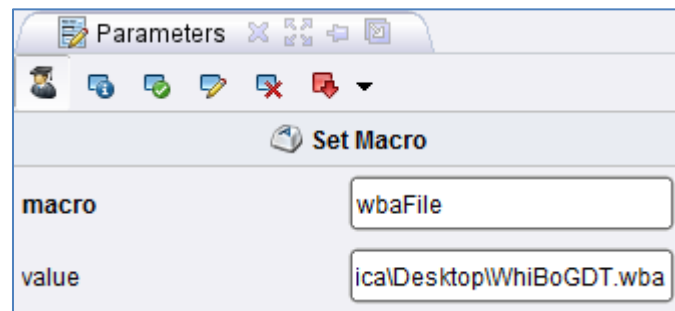 Parameters
Set Macro
macro wbaFile
value ica\Desktop\WhiBoGDT.wba